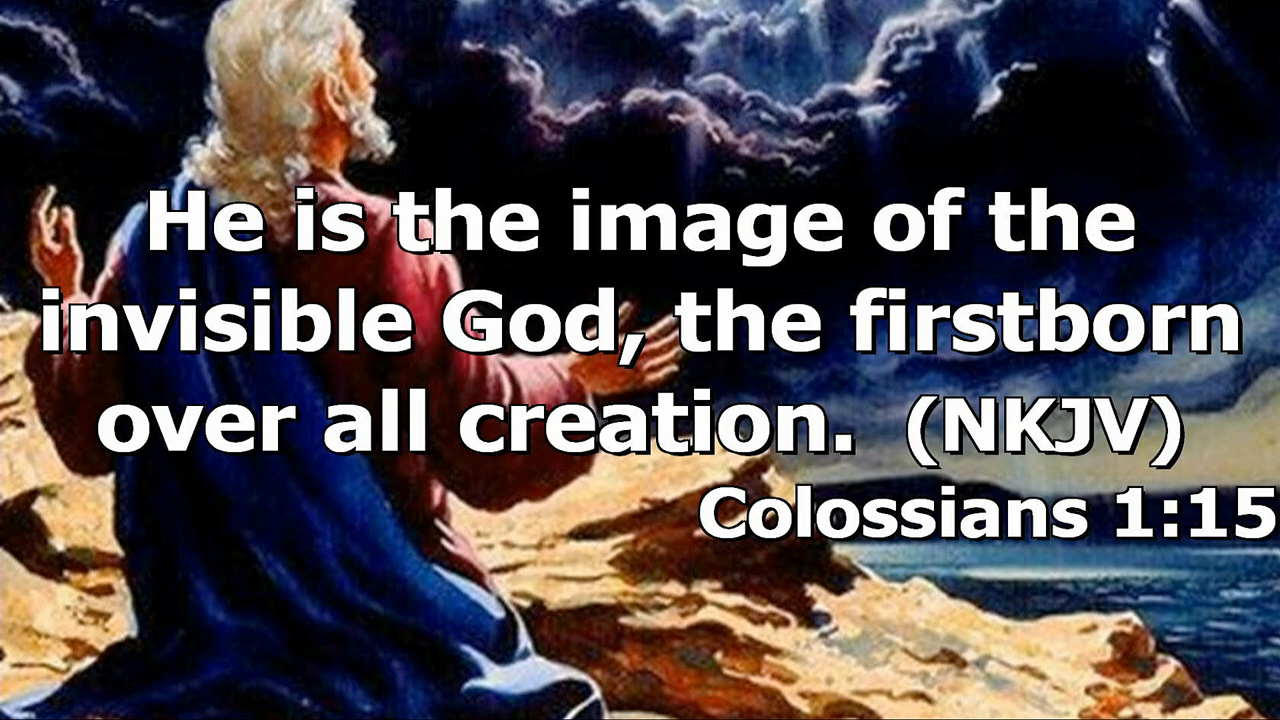 He is the image of the
invisible God, the firstborn
over all creation.  (NKJV)
Colossians 1:15